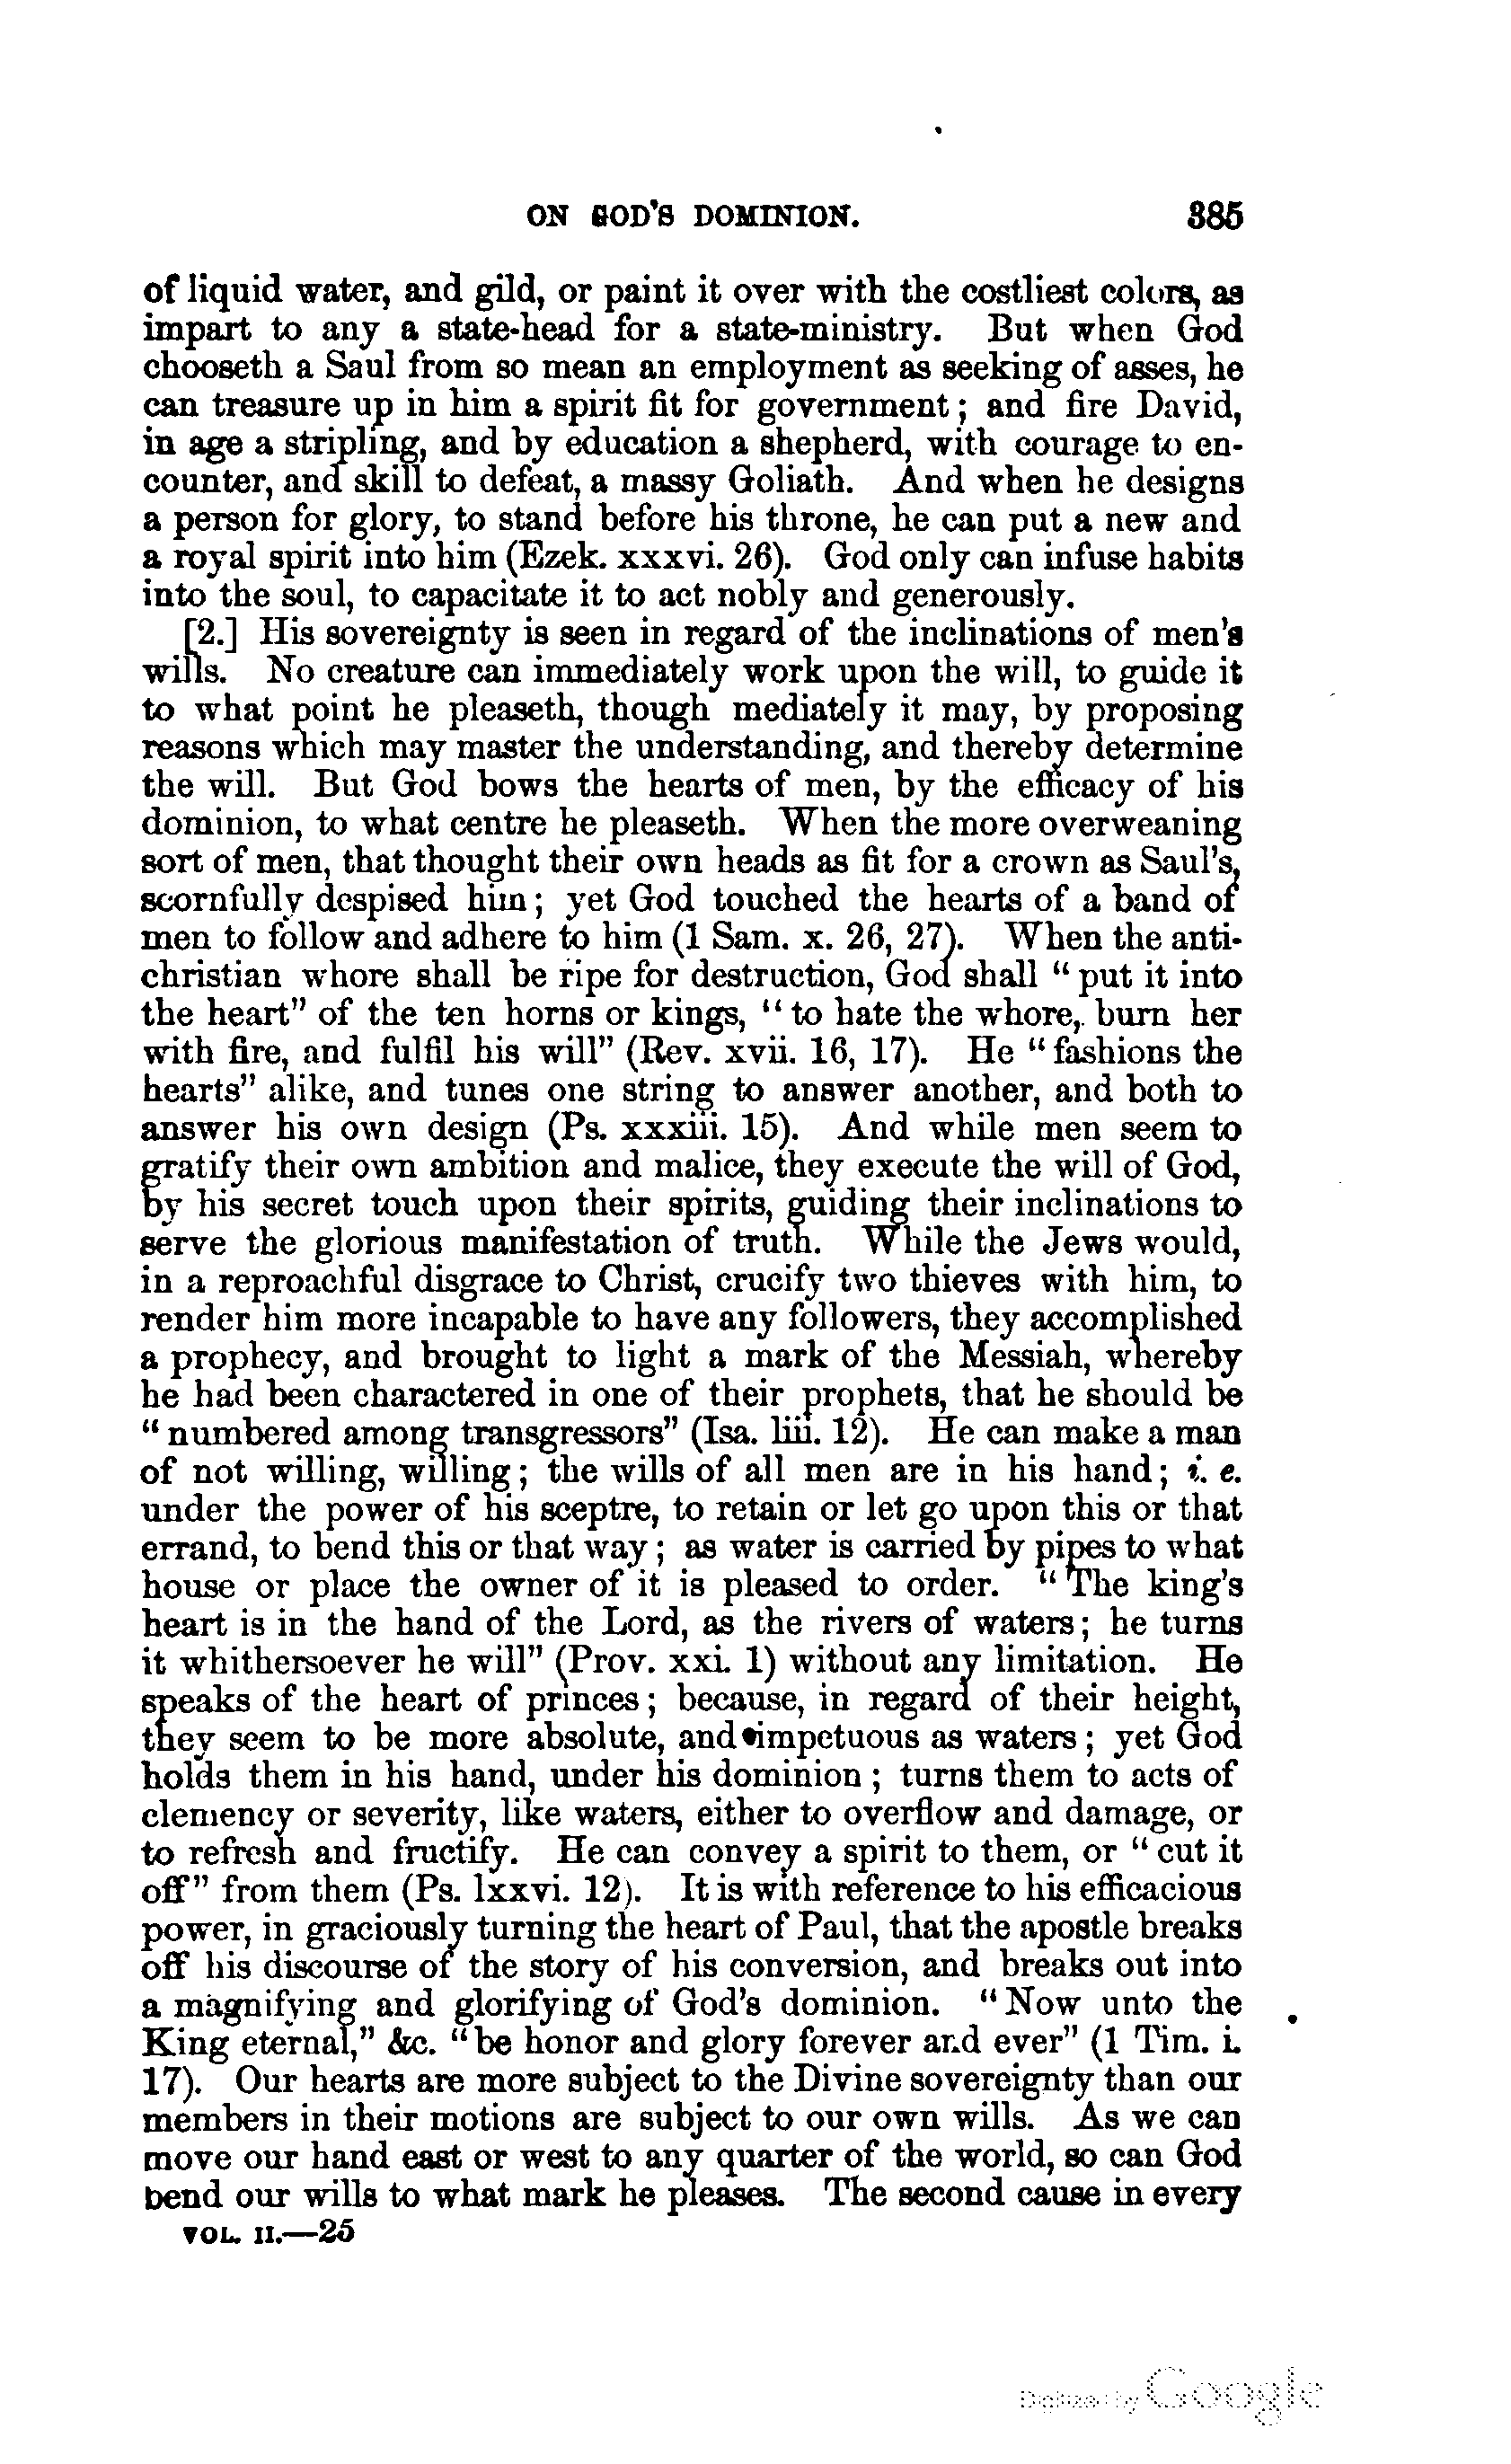 ON GOD'S DOMINION. 385
of liquid water, and gild, or paint it over with the costliest colors, as
impart to any a state-head for a state-ministry. But when God
chooseth a Saul from so mean an employment as seeking of asses, he
can treasure up in him a spirit fit for government; and fire David,
in age a stripling, and by education a shepherd, with courage to en-
counter, and skill to defeat, a massy Goliath. And when he designs
a person for glory, to stand before his throne, he can put a new and
a royal spirit into him (Ezek. xxxvi. 26). God only can infuse habits
into the soul, to capacitate it to act nobly and generously.
[2.] His sovereignty is seen in regard of the inclinations of men's
wills. No creature can immediately work upon the will, to guide it
to what point he pleaseth, though mediately it may, by proposing
reasons which may master the understanding, and thereby determine
the will. But God bows the hearts of men, by the efficacy of his
dominion, to what centre he pleaseth. When the more overweaning
sort of men, that thought their own heads as fit for a crown as Saul's,
scornfully despised him; yet God touched the hearts of a band of
men to follow and adhere to him (1 Sam. x. 26, 27). When the anti-
christian whore shall be ripe for destruction, God shall "put it into
the heart" of the ten horns or kings, "to hate the whore, burn her
with fire, and fulfil his will" (Rev. xvii. 16, 17). He "fashions the
hearts" alike, and tunes one string to answer another, and both to
answer his own design (Ps. xxxiii. 15). And while men seem to
gratify their own ambition and malice, they execute the will of God,
by his secret touch upon their spirits, guiding their inclinations to
serve the glorious manifestation of truth. While the Jews would,
in a reproachful disgrace to Christ, crucify two thieves with him, to
render him more incapable to have any followers, they accomplished
a prophecy, and brought to light a mark of the Messiah, whereby
he had been charactered in one of their prophets, that he should be
"numbered among transgressors" (Isa. liii. 12). He can make a man
of not willing, willing; the wills of all men are in his hand; i. e.
under the power of his sceptre, to retain or let go upon this or that
errand, to bend this or that way; as water is carried by pipes to what
house or place the owner of it is pleased to order. "The king's
heart is in the hand of the Lord, as the rivers of waters; he turns
it whithersoever he will" (Prov. xxi. 1) without any limitation. He
speaks of the heart of princes; because, in regard of their height,
they seem to be more absolute, and impetuous as waters; yet God
holds them in his hand, under his dominion; turns them to acts of
clemency or severity, like waters, either to overflow and damage, or
to refresh and fructify. He can convey a spirit to them, or "cut it
off" from them (Ps. lxxvi. 12). It is with reference to his efficacious
power, in graciously turning the heart of Paul, that the apostle breaks
off his discourse of the story of his conversion, and breaks out into
a magnifying and glorifying of God's dominion. "Now unto the
King eternal," &c. "be honor and glory forever and ever" (1 Tim. i.
17). Our hearts are more subject to the Divine sovereignty than our
members in their motions are subject to our own wills. As we can
move our hand east or west to any quarter of the world, so can God
bend our wills to what mark he pleases. The second cause in every
VOL. II.—25
Digitized by Google